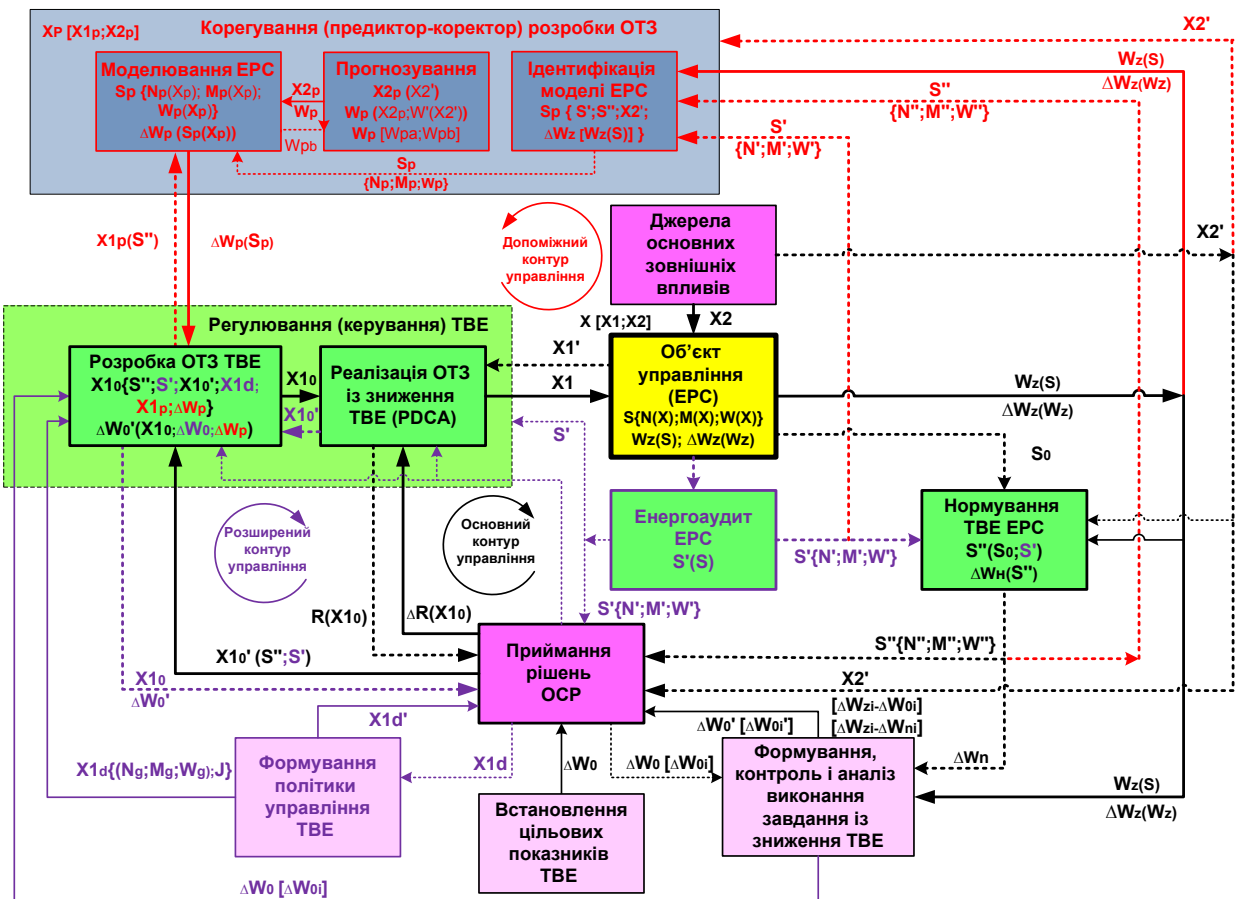 XP [X1p;X2p]
Корегування (предиктор-коректор) розробки ОТЗ
X2'
Моделювання ЕРС
Sp {Np(Xp); Mp(Xp);
Wp(Xp)}
ΔWp (Sp(Xp))
X2p
Wp
Wpb
Прогнозування
X2p (X2')
Wp (X2p;W'(X2'))
Wp [Wpa;Wpb]
Ідентифікація
моделі ЕРС
Sp { S';S'';X2';
ΔWz [Wz(S)] }
Wz(S)
ΔWz(Wz)
S''
{N'';M'';W''}
S'
{N';M';W'}
Sp
{Np;Mp;Wp}
X1p(S'')
ΔWp(Sp)
Допоміжний
контур
управління
Джерела
основних
зовнішніх
впливів
X2'
X [X1;X2]
X2
Регулювання (керування) ТВЕ
Розробка ОТЗ ТВЕ
X10{S'';S';X10';X1d;
X1p;ΔWp}
ΔW0'(X10;ΔW0;ΔWp)
X10
X10'
Реалізація ОТЗ
із зниження
ТВЕ (PDCA)
X1'
X1
Об’єкт
управління
(ЕРС)
S{N(X);M(X);W(X)}
Wz(S); ΔWz(Wz)
Wz(S)
ΔWz(Wz)
S'
S0
Розширений
контур
управління
Основний
контур
управління
Енергоаудит
ЕРС
S'(S)
S'{N';M';W'}
Нормування
ТВЕ ЕРС
S''(S0;S')
ΔWн(S'')
S'{N';M';W'}
R(X10)
ΔR(X10)
X10' (S'';S')
Приймання
рішень
ОСР
S''{N'';M'';W''}
X2'
X10
ΔW0'
[ΔWzi-ΔW0i]
[ΔWzi-ΔWni]
X1d'
ΔW0' [ΔW0i']
X1d{(Ng;Mg;Wg);J}
Формування
політики
управління
ТВЕ
X1d
ΔW0
ΔW0 [ΔW0i]
ΔWn
Формування,
контроль і аналіз
виконання
завдання із
зниження ТВЕ
Wz(S)
ΔWz(Wz)
Встановлення
цільових
показників
ТВЕ
ΔW0 [ΔW0i]